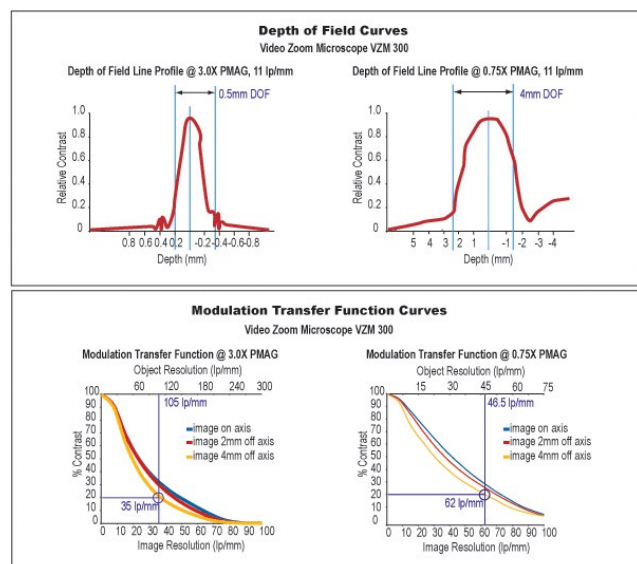 Depth of Field Curves
Video Zoom Microscope VZM 300
Depth of Field Line Profile @ 3.0X PMAG, 11 lp/mm
0.5mm DOF
Relative Contrast
1.0
0.8
0.6
0.4
0.2
0
0.8 0.6 0.4 0.2 -0.2 -0.4 -0.6 -0.8
Depth (mm)
Depth of Field Line Profile @ 0.75X PMAG, 11 lp/mm
4mm DOF
Relative Contrast
1.0
0.8
0.6
0.4
0.2
0
5 4 3 2 1 -1 -2 -3 -4
Depth (mm)
Modulation Transfer Function Curves
Video Zoom Microscope VZM 300
Modulation Transfer Function @ 3.0X PMAG
Object Resolution (lp/mm)
60 90 120 180 240 300
105 lp/mm
image on axis
image 2mm off axis
image 4mm off axis
% Contrast
100
90
80
70
60
50
40
30
20
10
0
35 lp/mm
0 10 20 30 40 50 60 70 80 90 100
Image Resolution (lp/mm)
Modulation Transfer Function @ 0.75X PMAG
Object Resolution (lp/mm)
15 30 45 60 75
46.5 lp/mm
image on axis
image 2mm off axis
image 4mm off axis
% Contrast
100
90
80
70
60
50
40
30
20
10
0
62 lp/mm
0 10 20 30 40 50 60 70 80 90 100
Image Resolution (lp/mm)